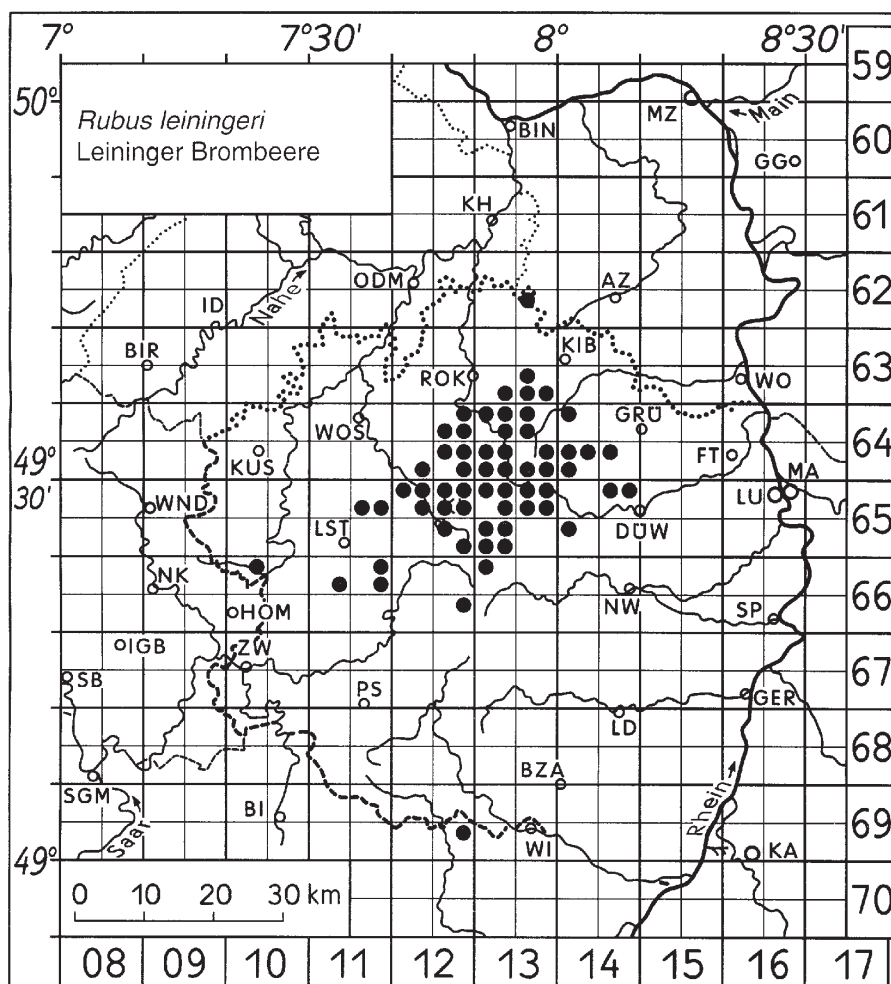 7° 7°30' 8° 8°30'
59
50°
Rubus leiningeri
Leininger Brombeere
BIN
MZ
Main
60
GG
KH
61
ODM
AZ
62
ID
Nahe
BIR
KIB
63
ROK
WO
WOS
GRÜ
64
KUS
FT
MA
49°
30'
WND
LU
65
LST
DÜW
NK
66
HOM
NW
SP
IGB
ZW
67
SB
PS
GER
LD
68
BZA
SGM
Saar
BI
Rhein
69
WI
KA
49°
0 10 20 30 km
70
08 09 10 11 12 13 14 15 16 17